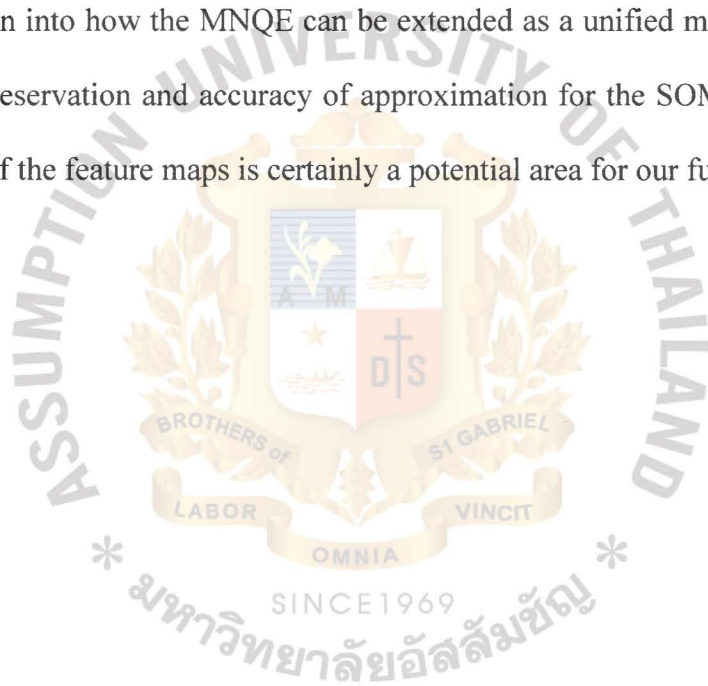 n into how the MNQE can be extended as a unified m
eservation and accuracy of approximation for the SOM
f the feature maps is certainly a potential area for our fu
ASSUMPTION UNIVERSITY OF THAILAND
A M
D S
BROTHERS of
S1 GABRIEL
LABOR
VINCIT
OMNIA
* SINCE1969 *
มหาวิทยาลัยอัสสัมชัญ